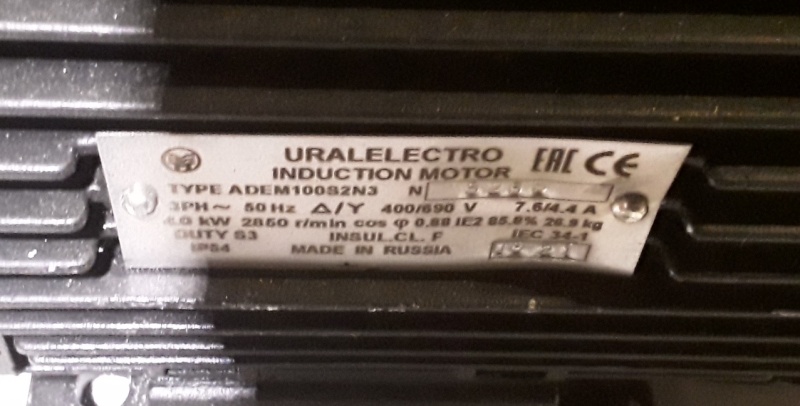 URALELECTRO EAC CE
INDUCTION MOTOR
TYPE ADEM100S2N3 N
3PH ~ 50 Hz Δ/Y 400/690 V 7.6/4.4 A
4.0 kW 2850 r/min cos φ 0.88 IE2 85.8% 26.9 kg
DUTY S3 INSUL.CL. F IEC 34-1
IP54 MADE IN RUSSIA